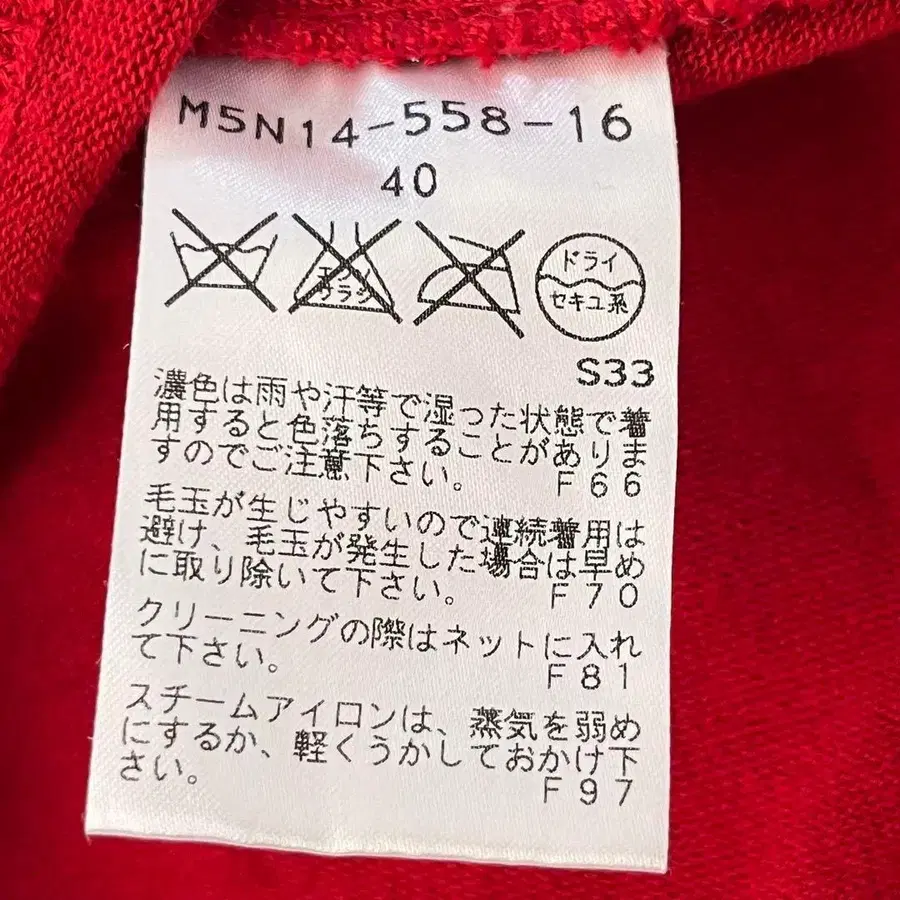 M5N14-558-16
40
エンソ
サラシ
ドライ
セキユ系
S33
濃色は雨や汗等で湿った状態で着
用すると色落ちすることがありま
すのでご注意下さい。 F66
毛玉が生じやすいので連続着用は
避け、毛玉が発生した場合は早め
に取り除いて下さい。 F70
クリーニングの際はネットに入れ
て下さい。 F81
スチームアイロンは、蒸気を弱め
にするか、軽くうかしておかけ下
さい。 F97